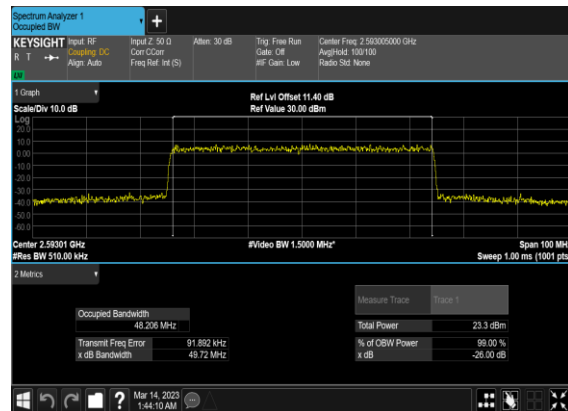 Spectrum Analyzer 1
Occupied BW
+
KEYSIGHT Input: RF Input Z: 50 Ω Atten: 30 dB Trig: Free Run Center Freq: 2.593005000 GHz
R T Coupling: DC Corr CCorr Gate: Off Avg|Hold: 100/100
Align: Auto Freq Ref: Int (S) #IF Gain: Low Radio Std: None
1 Graph
Ref Lvl Offset 11.40 dB
Scale/Div 10.0 dB Ref Value 30.00 dBm
Log
20.0
10.0
0.00
-10.0
-20.0
-30.0
-40.0
-50.0
-60.0
Center 2.59301 GHz #Video BW 1.5000 MHz* Span 100 MH
#Res BW 510.00 kHz Sweep 1.00 ms (1001 pts
2 Metrics
Measure Trace Trace 1
Occupied Bandwidth
48.206 MHz Total Power 23.3 dBm
Transmit Freq Error 91.892 kHz % of OBW Power 99.00 %
x dB Bandwidth 49.72 MHz x dB -26.00 dB
? Mar 14, 2023
1:44:10 AM